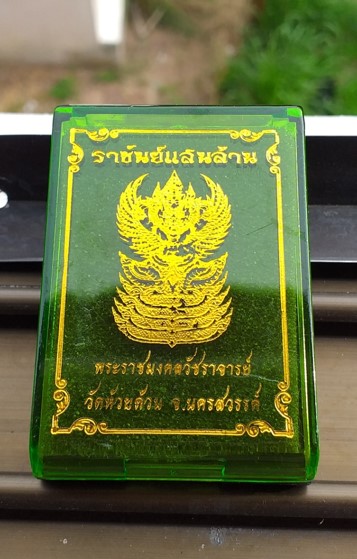 ราชันย์แสนล้าน
พระราชมงคลวัชราจารย์
วัดห้วยด้วน จ.นครสวรรค์